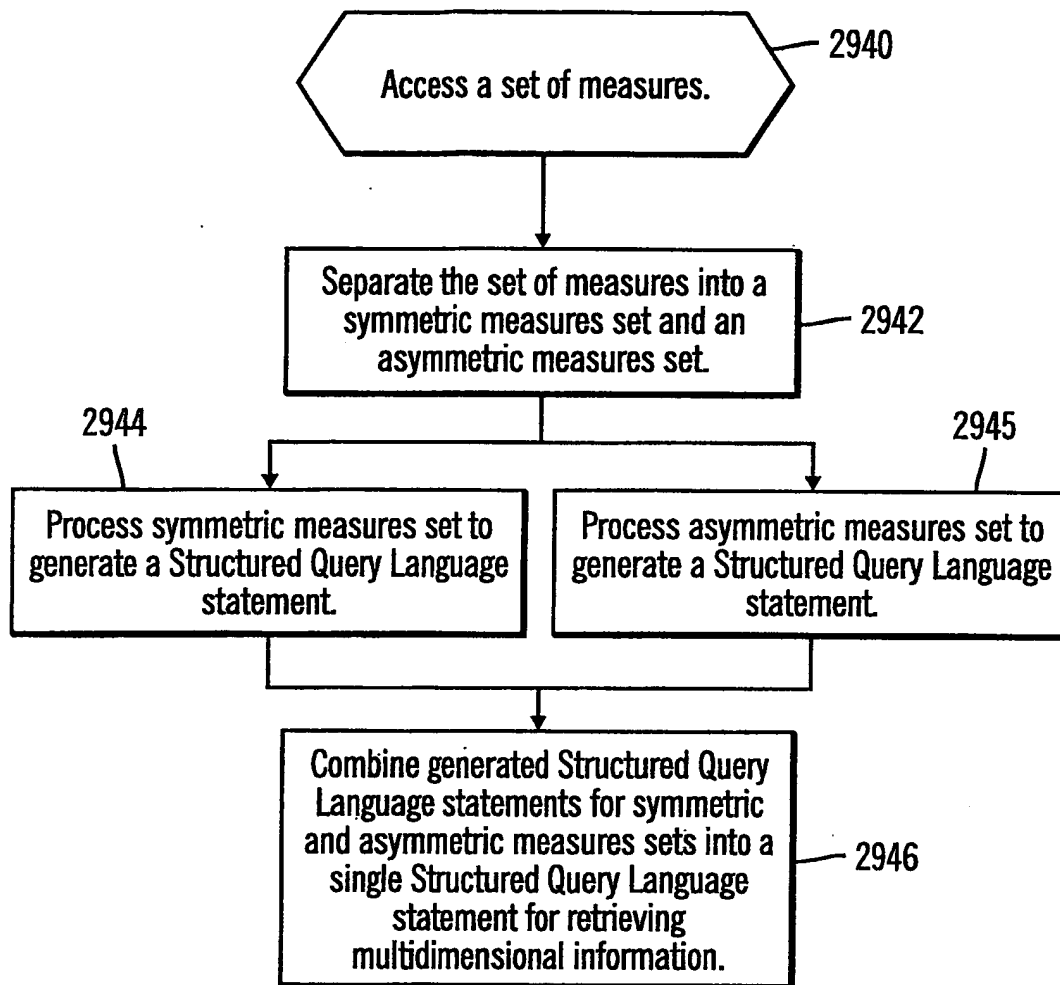 2940
Access a set of measures.
Separate the set of measures into a
symmetric measures set and an
asymmetric measures set.
2942
2944
2945
Process symmetric measures set to
generate a Structured Query Language
statement.
Process asymmetric measures set to
generate a Structured Query Language
statement.
Combine generated Structured Query
Language statements for symmetric
and asymmetric measures sets into a
single Structured Query Language
statement for retrieving
multidimensional information.
2946